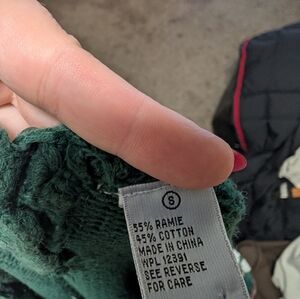 S
55% RAMIE
45% COTTON
MADE IN CHINA
WPL 12391
SEE REVERSE
FOR CARE